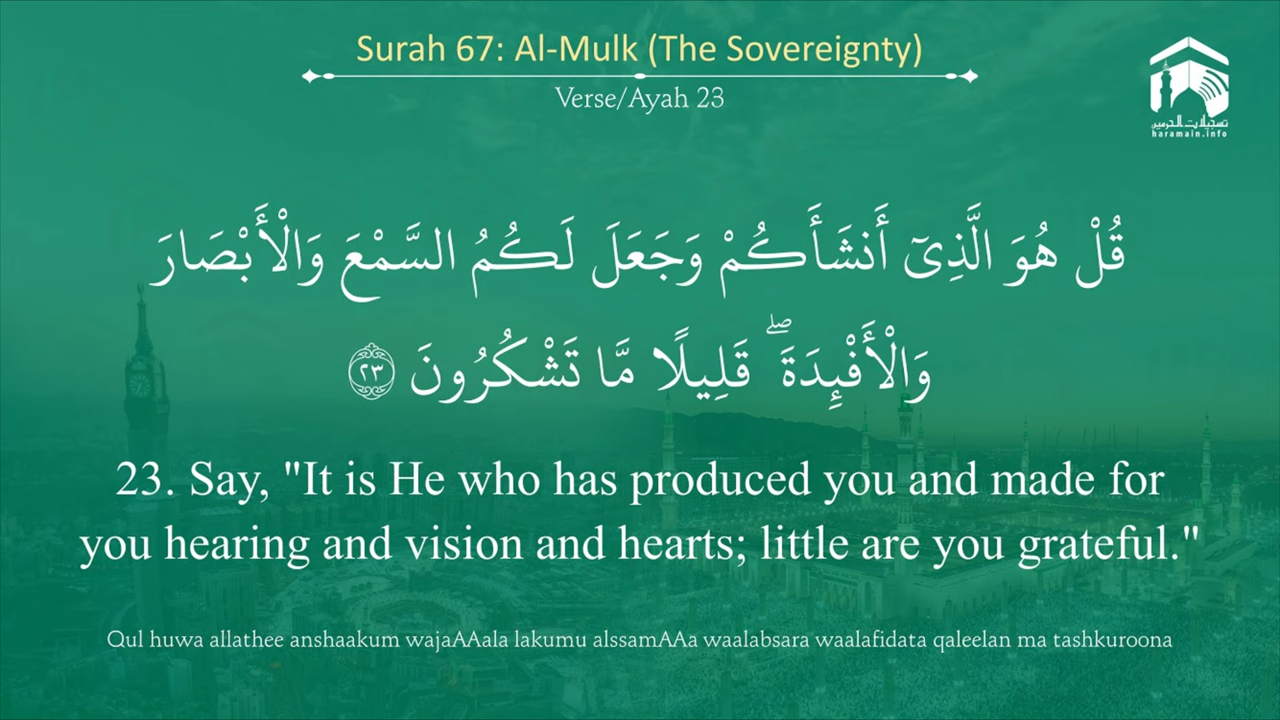 Surah 67: Al-Mulk (The Sovereignty)
Verse/Ayah 23
تسجيلات الحرمين
haramain.info
قُلْ هُوَ الَّذِىٓ أَنشَأَكُمْ وَجَعَلَ لَكُمُ السَّمْعَ وَالْأَبْصَارَ
وَالْأَفْـِٔدَةَ ۖ قَلِيلًا مَّا تَشْكُرُونَ ٢٣
23. Say, "It is He who has produced you and made for
you hearing and vision and hearts; little are you grateful."
Qul huwa allathee anshaakum wajaAAala lakumu alssamAAa waalabsara waalafidata qaleelan ma tashkuroona